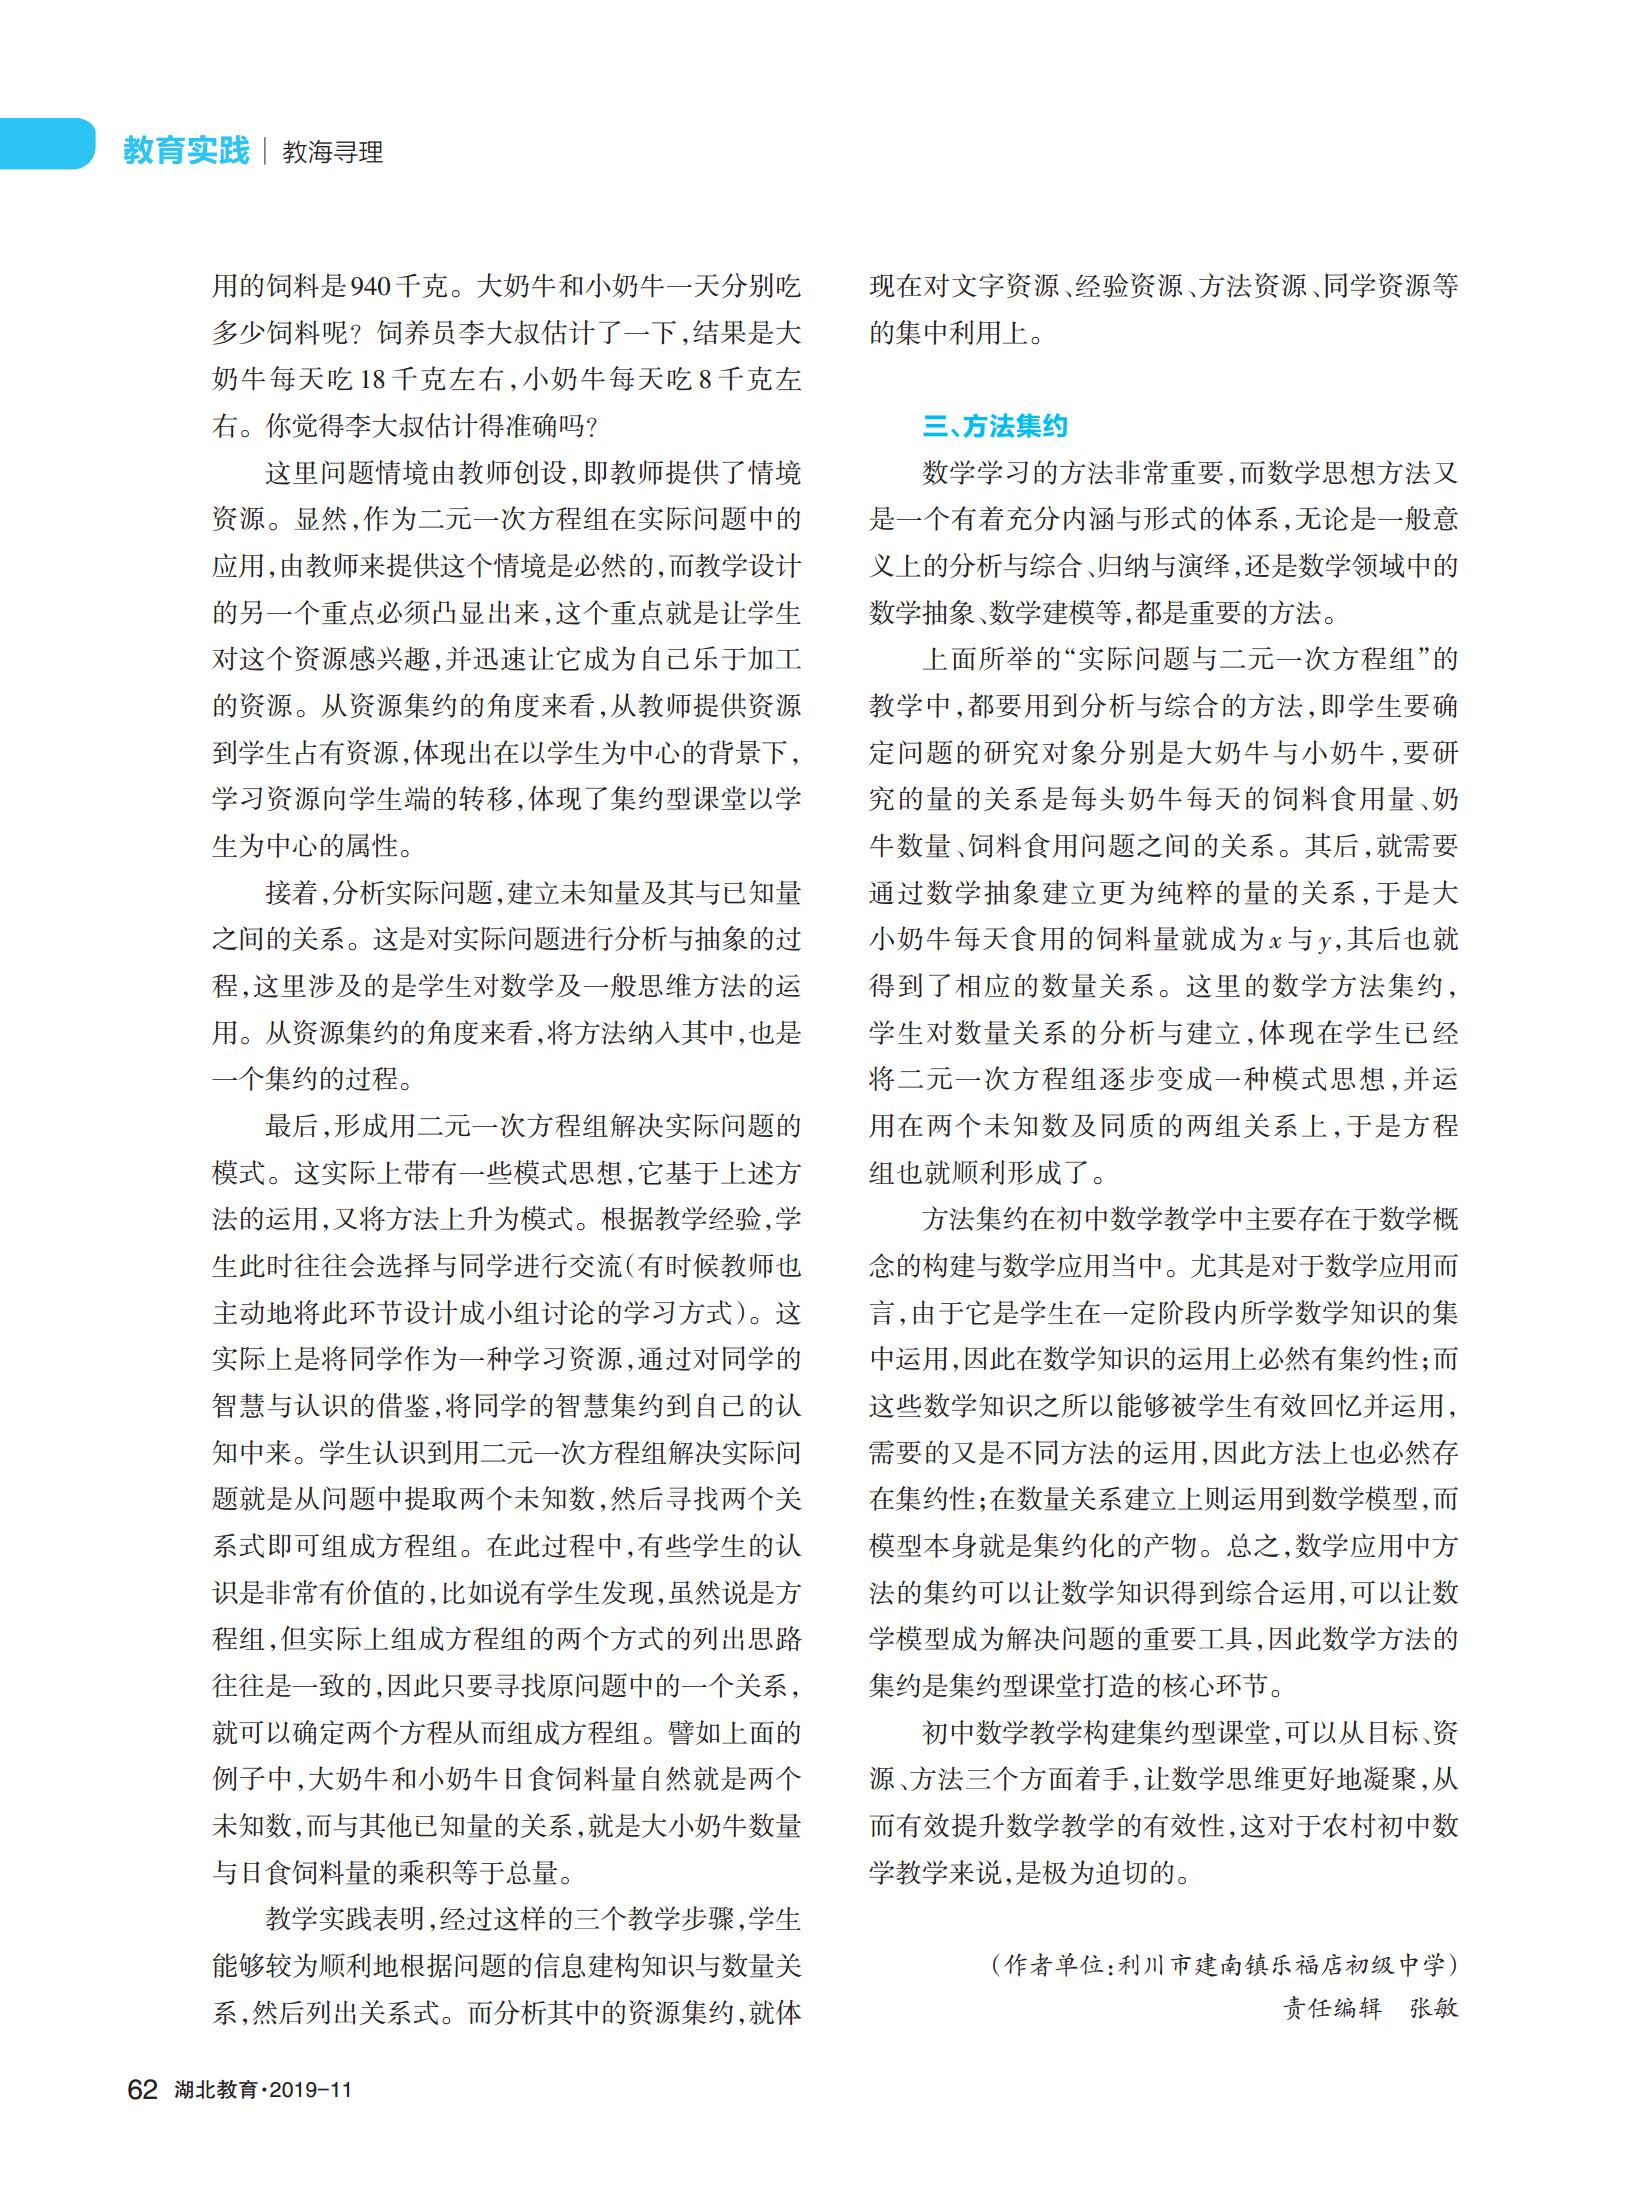 教育实践 | 教海寻理
用的饲料是940千克。大奶牛和小奶牛一天分别吃
多少饲料呢？饲养员李大叔估计了一下，结果是大
奶牛每天吃18千克左右，小奶牛每天吃8千克左
右。你觉得李大叔估计得准确吗？
这里问题情境由教师创设，即教师提供了情境
资源。显然，作为二元一次方程组在实际问题中的
应用，由教师来提供这个情境是必然的，而教学设计
的另一个重点必须凸显出来，这个重点就是让学生
对这个资源感兴趣，并迅速让它成为自己乐于加工
的资源。从资源集约的角度来看，从教师提供资源
到学生占有资源，体现出在以学生为中心的背景下，
学习资源向学生端的转移，体现了集约型课堂以学
生为中心的属性。
接着，分析实际问题，建立未知量及其与已知量
之间的关系。这是对实际问题进行分析与抽象的过
程，这里涉及的是学生对数学及一般思维方法的运
用。从资源集约的角度来看，将方法纳入其中，也是
一个集约的过程。
最后，形成用二元一次方程组解决实际问题的
模式。这实际上带有一些模式思想，它基于上述方
法的运用，又将方法上升为模式。根据教学经验，学
生此时往往会选择与同学进行交流（有时候教师也
主动地将此环节设计成小组讨论的学习方式）。这
实际上是将同学作为一种学习资源，通过对同学的
智慧与认识的借鉴，将同学的智慧集约到自己的认
知中来。学生认识到用二元一次方程组解决实际问
题就是从问题中提取两个未知数，然后寻找两个关
系式即可组成方程组。在此过程中，有些学生的认
识是非常有价值的，比如说有学生发现，虽然说是方
程组，但实际上组成方程组的两个方式的列出思路
往往是一致的，因此只要寻找原问题中的一个关系，
就可以确定两个方程从而组成方程组。譬如上面的
例子中，大奶牛和小奶牛日食饲料量自然就是两个
未知数，而与其他已知量的关系，就是大小奶牛数量
与日食饲料量的乘积等于总量。
教学实践表明，经过这样的三个教学步骤，学生
能够较为顺利地根据问题的信息建构知识与数量关
系，然后列出关系式。而分析其中的资源集约，就体
现在对文字资源、经验资源、方法资源、同学资源等
的集中利用上。
三、方法集约
数学学习的方法非常重要，而数学思想方法又
是一个有着充分内涵与形式的体系，无论是一般意
义上的分析与综合、归纳与演绎，还是数学领域中的
数学抽象、数学建模等，都是重要的方法。
上面所举的“实际问题与二元一次方程组”的
教学中，都要用到分析与综合的方法，即学生要确
定问题的研究对象分别是大奶牛与小奶牛，要研
究的量的关系是每头奶牛每天的饲料食用量、奶
牛数量、饲料食用问题之间的关系。其后，就需要
通过数学抽象建立更为纯粹的量的关系，于是大
小奶牛每天食用的饲料量就成为x与y，其后也就
得到了相应的数量关系。这里的数学方法集约，
学生对数量关系的分析与建立，体现在学生已经
将二元一次方程组逐步变成一种模式思想，并运
用在两个未知数及同质的两组关系上，于是方程
组也就顺利形成了。
方法集约在初中数学教学中主要存在于数学概
念的构建与数学应用当中。尤其是对于数学应用而
言，由于它是学生在一定阶段内所学数学知识的集
中运用，因此在数学知识的运用上必然有集约性；而
这些数学知识之所以能够被学生有效回忆并运用，
需要的又是不同方法的运用，因此方法上也必然存
在集约性；在数量关系建立上则运用到数学模型，而
模型本身就是集约化的产物。总之，数学应用中方
法的集约可以让数学知识得到综合运用，可以让数
学模型成为解决问题的重要工具，因此数学方法的
集约是集约型课堂打造的核心环节。
初中数学教学构建集约型课堂，可以从目标、资
源、方法三个方面着手，让数学思维更好地凝聚，从
而有效提升数学教学的有效性，这对于农村初中数
学教学来说，是极为迫切的。
（作者单位：利川市建南镇乐福店初级中学）
责任编辑 张敏
62 湖北教育·2019-11